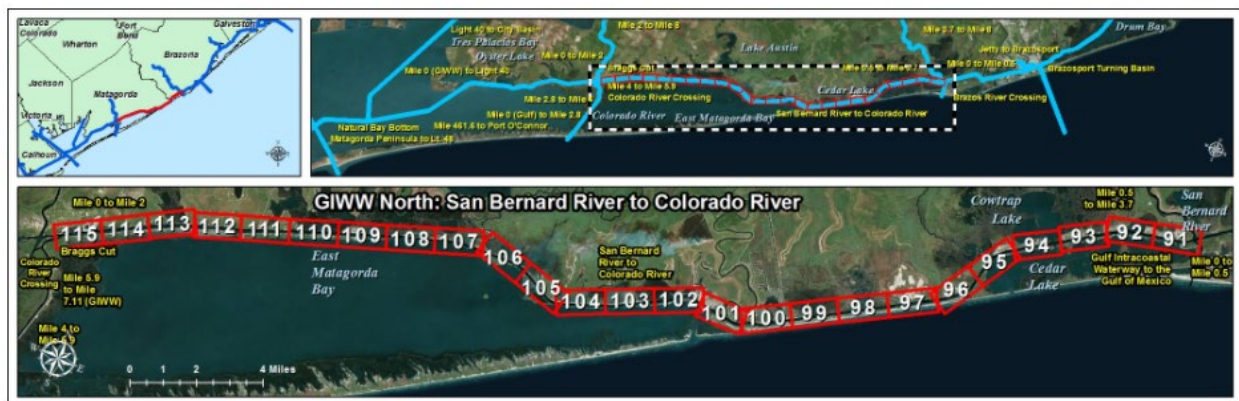 Lavaca
Colorado
Fort
Bend
Galveston
Wharton
Brazoria
Jackson
Matagorda
Victoria
Calhoun
Light 40 to City Basin
Tres Palacios Bay
Oyster Lake
Mile 2 to Mile 5
Mile 0 to Mile 2
Lake Austin
Mile 3.7 to Mile 6
Drum Bay
Jetty to Brazosport
Mile 0 (GIWW) to Light 40
Braggs Cut
Mile 0 to Mile 0.5
Brazosport Turning Basin
Mile 4 to Mile 5.9
Colorado River Crossing
Cedar Lake
Brazos River Crossing
Mile 2.8 to Mile
Mile 0 (Gulf) to Mile 2.8
Colorado River
East Matagorda Bay
San Bernard River to Colorado River
Natural Bay Bottom
Mile 461.6 to Port O'Connor
Matagorda Peninsula to Lt. 48
GIWW North: San Bernard River to Colorado River
Mile 0 to Mile 2
115 114 113 112 111 110 109 108 107 106 105 104 103 102 101 100 99 98 97 96 95 94 93 92 91
Braggs Cut
Colorado
River
Crossing
Mile 5.9
to Mile
7.11 (GIWW)
Mile 4 to
East
Matagorda
Bay
San Bernard
River to
Colorado River
Cowtrap
Lake
Mile 0.5
to Mile 3.7
San
Bernard
River
Cedar
Lake
Gulf Intracoastal
Waterway to the
Gulf of Mexico
Mile 0 to
Mile 0.5
E
0 1 2 4 Miles